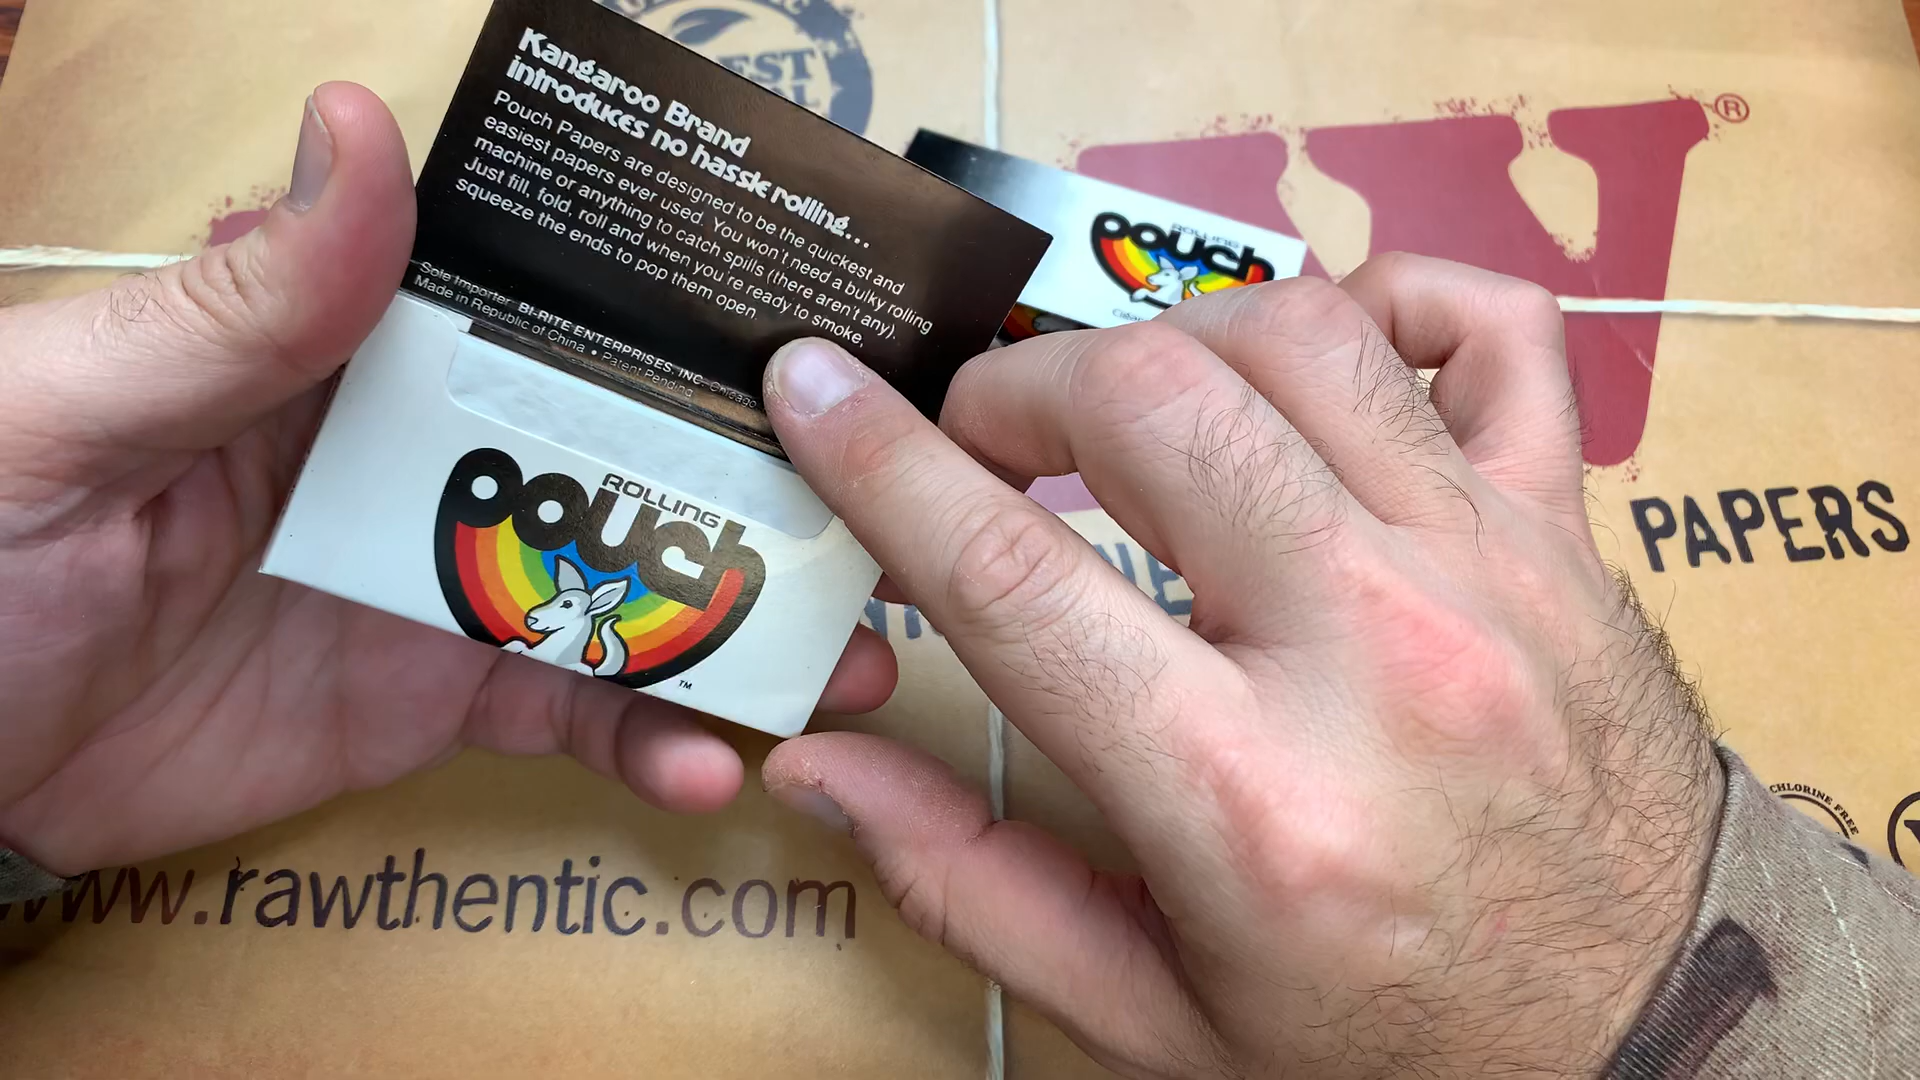 Kangaroo Brand
introduces no hassle rolling...
Pouch Papers are designed to be the quickest and
easiest papers ever used. You won't need a bulky rolling
machine or anything to catch spills (there aren't any).
Just fill, fold, roll and when you're ready to smoke,
squeeze the ends to pop them open
Sole Importer BI-RITE ENTERPRISES, INC. Chicago
Made in Republic of China • Patent Pending
ROLLING
pouch
TM
ROLLING
pouch
®
PAPERS
CHLORINE FREE
www.rawthentic.com